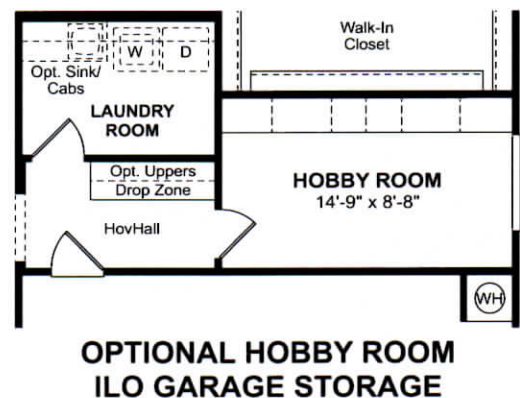 Walk-In
Closet
W
D
Opt. Sink/
Cabs
LAUNDRY
ROOM
Opt. Uppers
Drop Zone
HOBBY ROOM
14'-9" x 8'-8"
HovHall
WH
OPTIONAL HOBBY ROOM
ILO GARAGE STORAGE